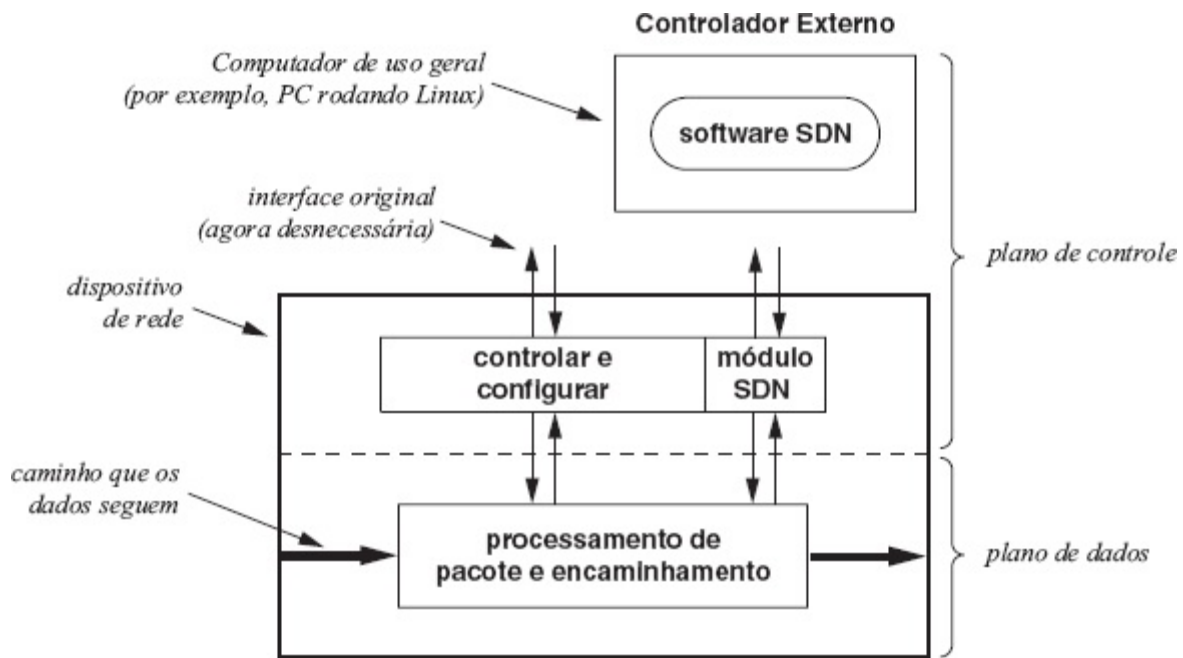 Controlador Externo
Computador de uso geral
(por exemplo, PC rodando Linux)
software SDN
interface original
(agora desnecessária)
plano de controle
dispositivo
de rede
controlar e
configurar
módulo
SDN
caminho que os
dados seguem
processamento de
pacote e encaminhamento
plano de dados